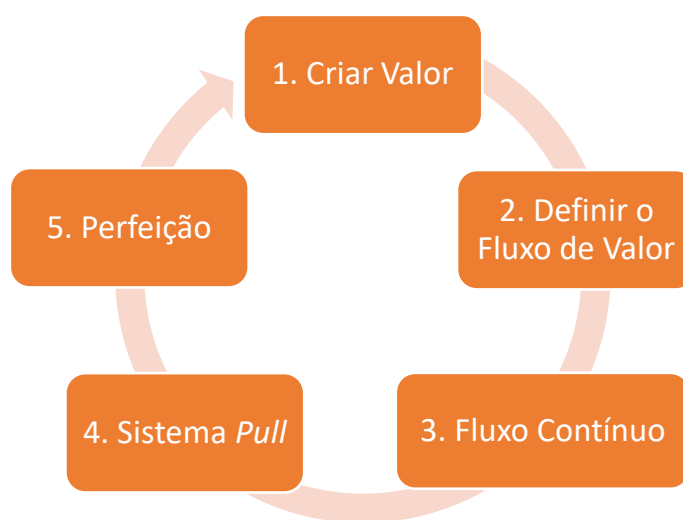 1. Criar Valor
2. Definir o
Fluxo de Valor
3. Fluxo Contínuo
4. Sistema Pull
5. Perfeição